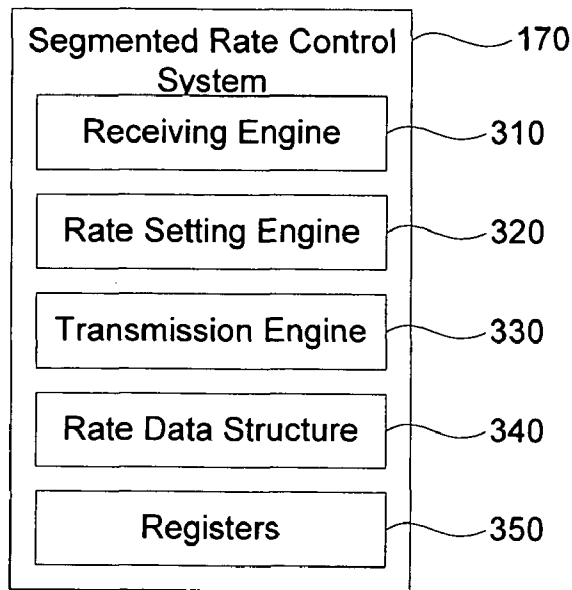 Segmented Rate Control
System
170
Receiving Engine
310
Rate Setting Engine
320
Transmission Engine
330
Rate Data Structure
340
Registers
350